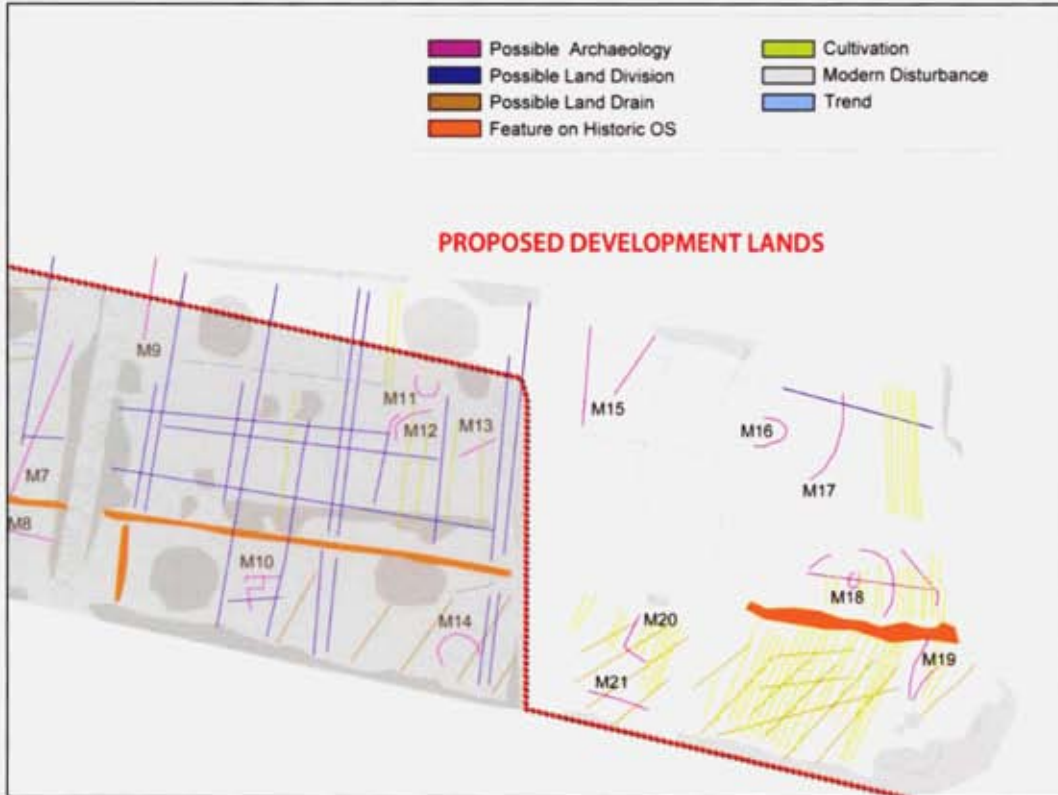 Possible Archaeology
Possible Land Division
Possible Land Drain
Feature on Historic OS
Cultivation
Modern Disturbance
Trend
PROPOSED DEVELOPMENT LANDS
M9
M11
M12
M13
M15
M16
M17
M7
M8
M10
M14
M18
M20
M19
M21